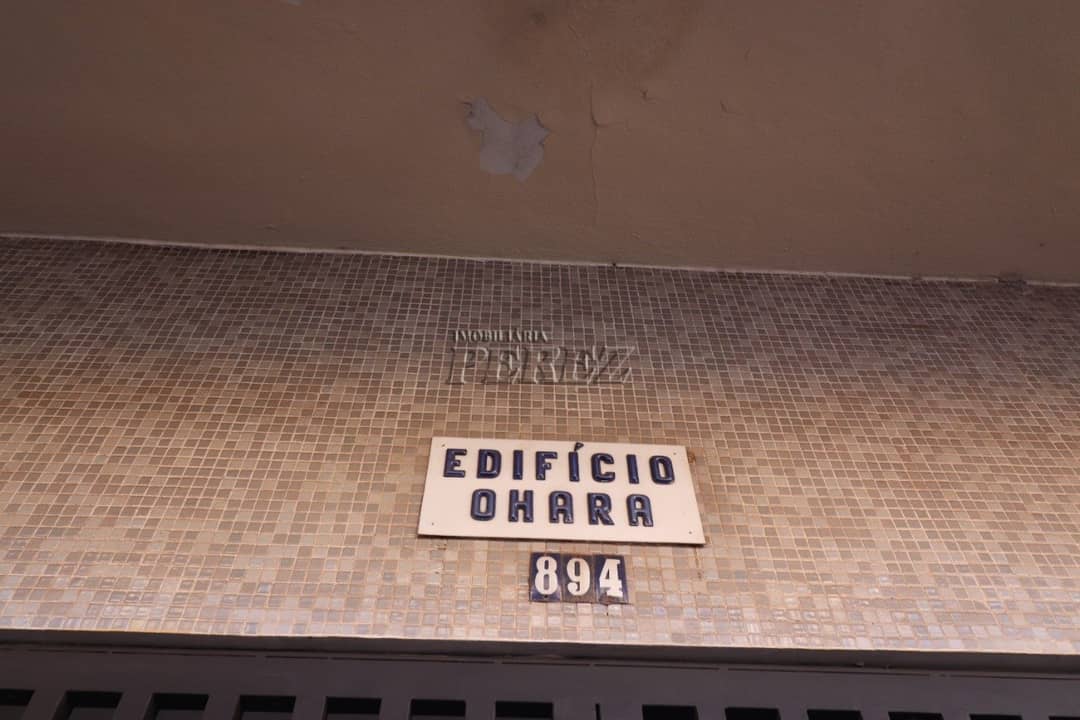 IMOBILIÁRIA
PEREZ
EDIFÍCIO
OHARA
894